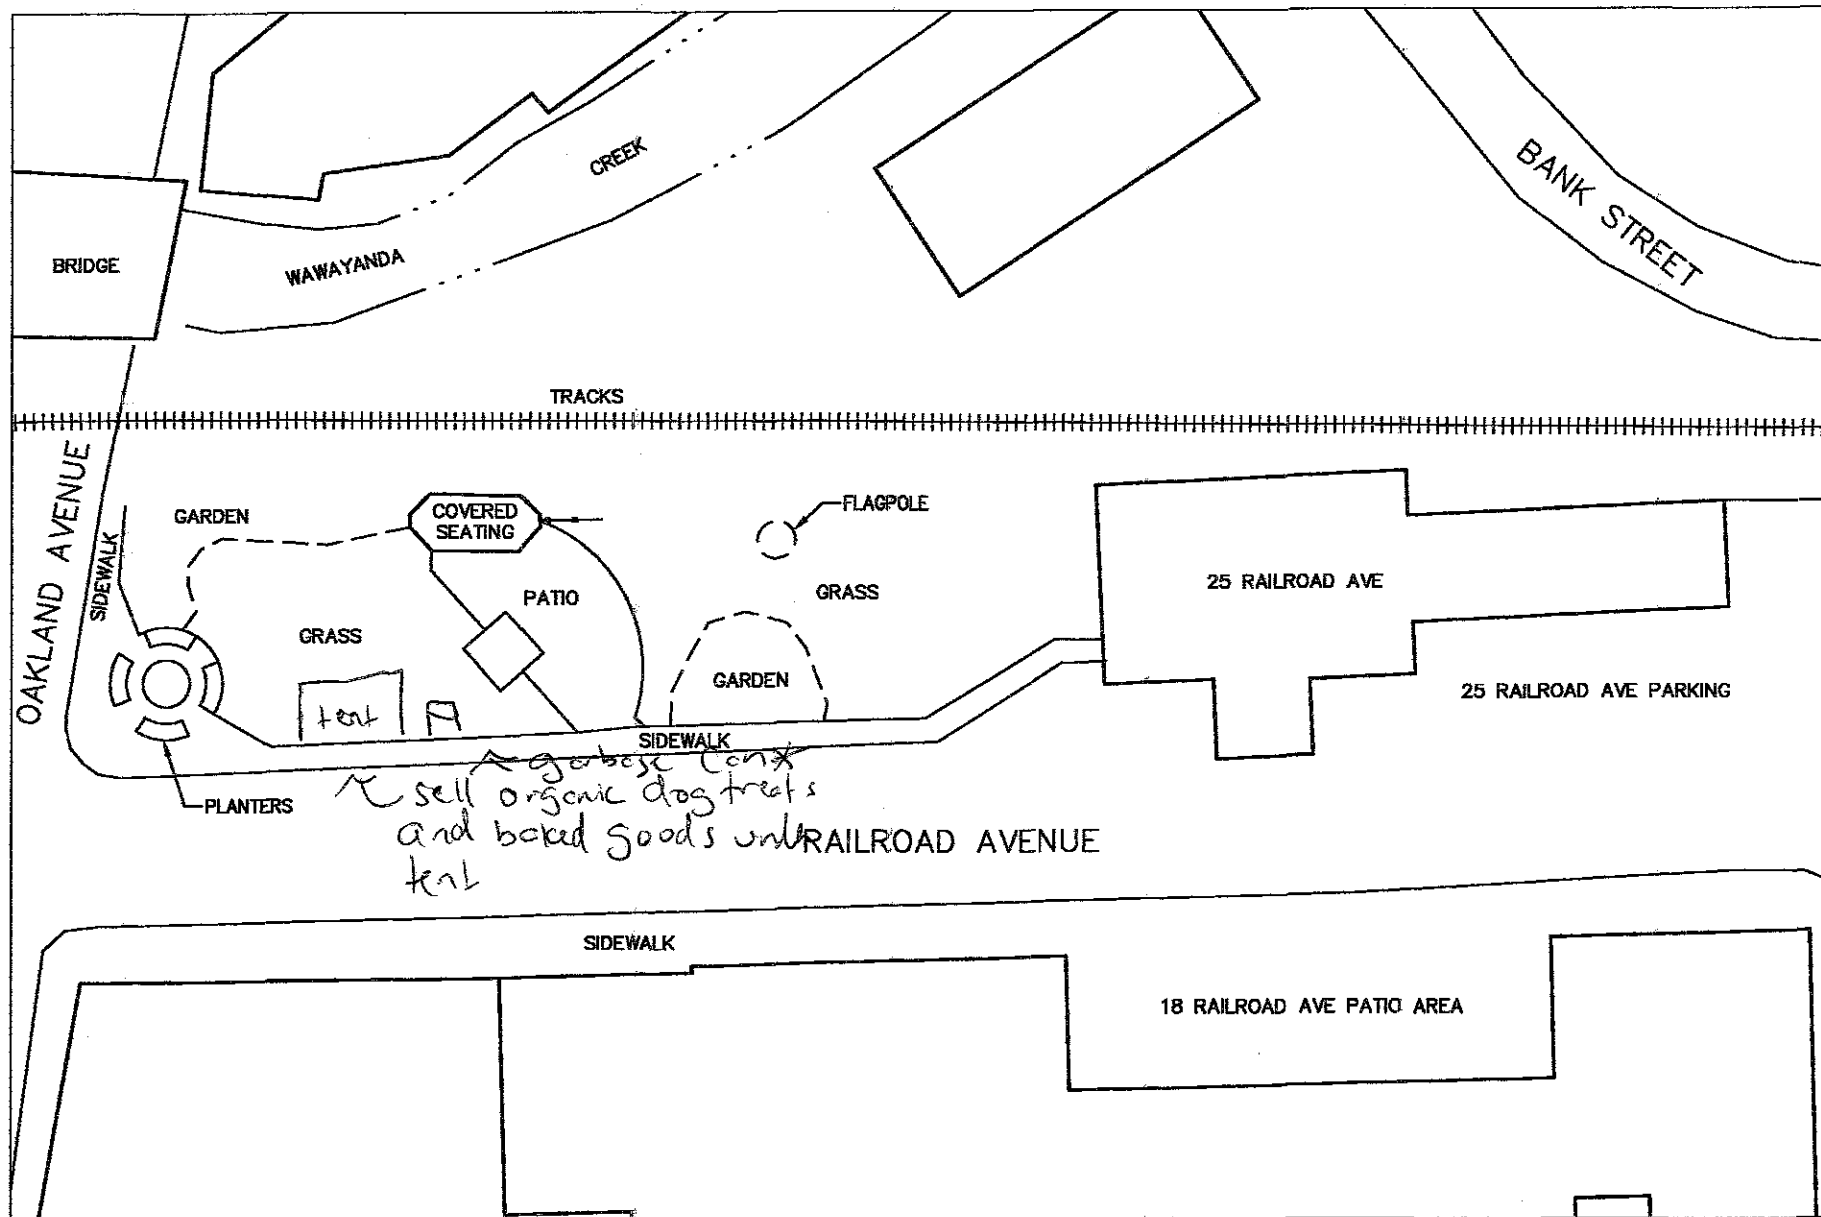 CREEK
BANK STREET
BRIDGE
WAWAYANDA
TRACKS
OAKLAND AVENUE
SIDEWALK
GARDEN
COVERED
SEATING
FLAGPOLE
PATIO
GRASS
25 RAILROAD AVE
GRASS
GARDEN
25 RAILROAD AVE PARKING
tent
SIDEWALK
garbage can
PLANTERS
sell organic dog treats
and baked goods
tent
RAILROAD AVENUE
SIDEWALK
18 RAILROAD AVE PATIO AREA